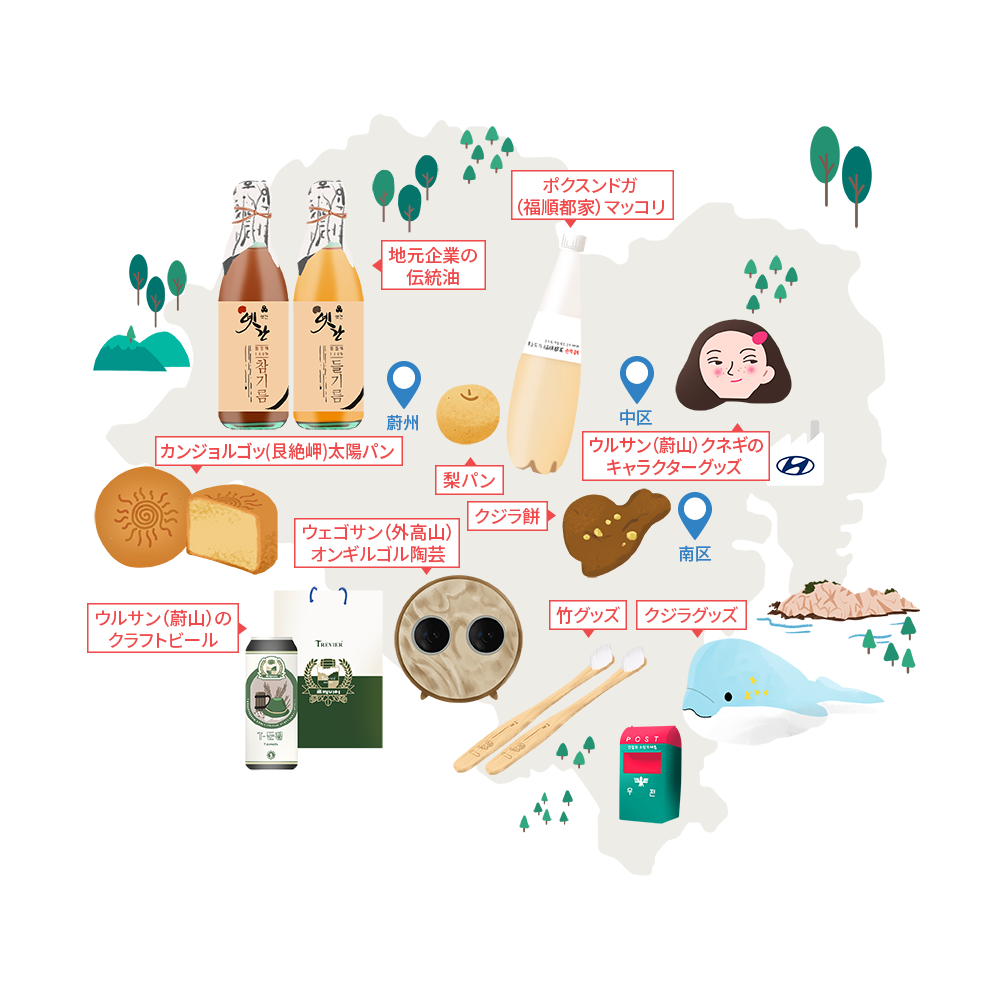 ポクスンドガ
（福順都家）マッコリ
地元企業の
伝統油
옛간
참기름
옛간
들기름
蔚州
中区
ウルサン（蔚山）クネギの
キャラクターグッズ
カンジョルゴッ(艮絶岬)太陽パン
梨パン
クジラ餅
南区
ウェゴサン（外高山）
オンギルゴル陶芸
ウルサン（蔚山）の
クラフトビール
TREVIER
竹グッズ
クジラグッズ
POST
우편